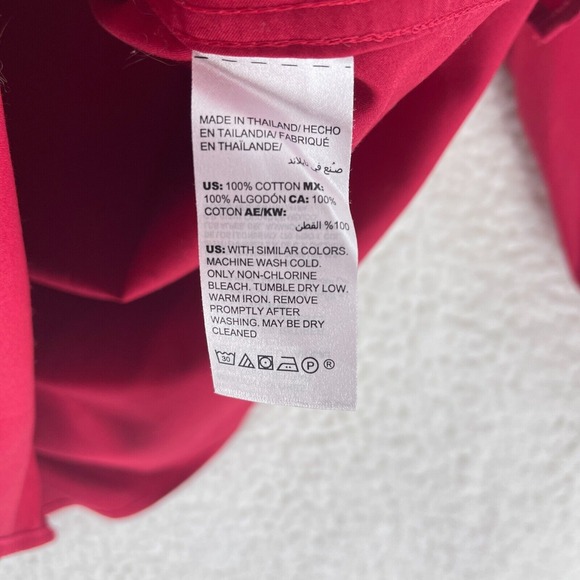 MADE IN THAILAND/ HECHO
EN TAILANDIA/ FABRIQUÉ
EN THAÏLANDE/
صنع في تايلاند
US: 100% COTTON MX:
100% ALGODÓN CA: 100%
COTON AE/KW:
100% القطن
US: WITH SIMILAR COLORS.
MACHINE WASH COLD.
ONLY NON-CHLORINE
BLEACH. TUMBLE DRY LOW.
WARM IRON. REMOVE
PROMPTLY AFTER
WASHING. MAY BE DRY
CLEANED
30 P ®